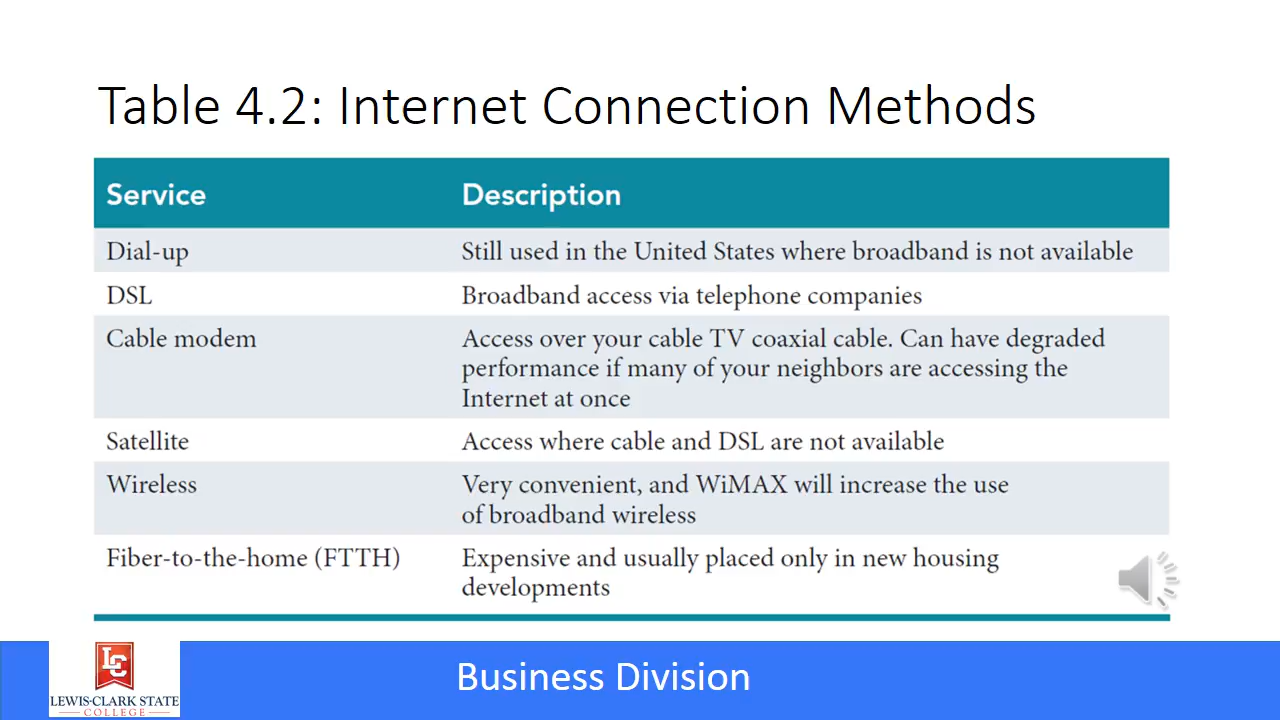 Table 4.2: Internet Connection Methods
Service Description
Dial-up Still used in the United States where broadband is not available
DSL Broadband access via telephone companies
Cable modem Access over your cable TV coaxial cable. Can have degraded
performance if many of your neighbors are accessing the
Internet at once
Satellite Access where cable and DSL are not available
Wireless Very convenient, and WiMAX will increase the use
of broadband wireless
Fiber-to-the-home (FTTH) Expensive and usually placed only in new housing
developments
LC
LEWIS-CLARK STATE
COLLEGE
Business Division